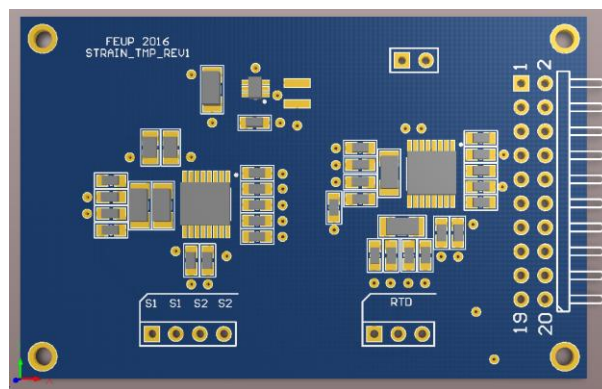 FEUP 2016
STRAIN_TMP_REV1
1 2
S1 S1 S2 S2
RTD
19 20